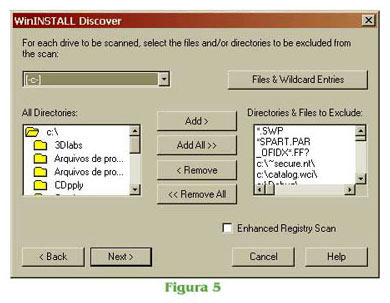 WinINSTALL Discover
For each drive to be scanned, select the files and/or directories to be excluded from
the scan:
[-c-]
Files & Wildcard Entries
All Directories:
Directories & Files to Exclude:
c:\
3Dlabs
Arquivos de pro...
Arquivos de pro...
CDpply
Add >
Add All >>
< Remove
<< Remove All
*.SWP
*SPART.PAR
_OFIDX*.FF?
c:\~secure.nt\
c:\catalog.wci\
Enhanced Registry Scan
< Back
Next >
Cancel
Help
Figura 5